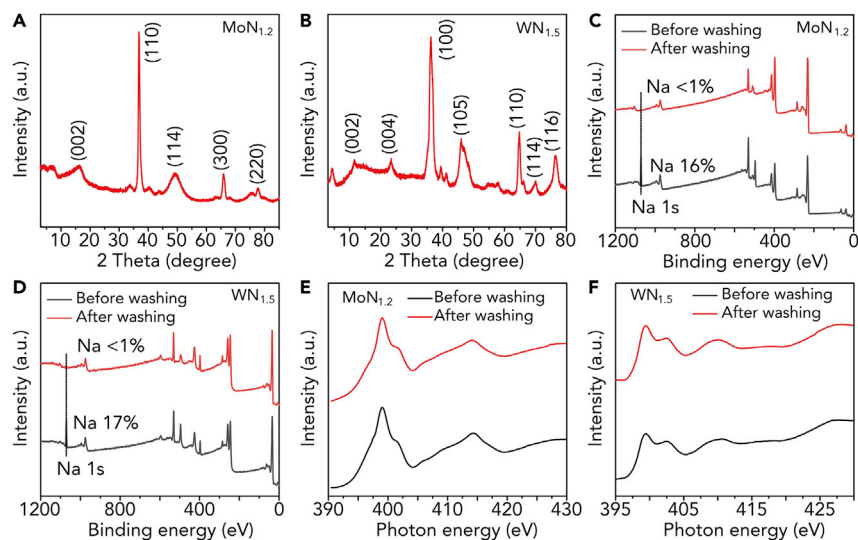 A
MoN1.2
(110)
(002)
(114)
(300)
(220)
Intensity (a.u.)
10 20 30 40 50 60 70 80
2 Theta (degree)
B
WN1.5
(100)
(002)
(004)
(105)
(110)
(114)
(116)
Intensity (a.u.)
10 20 30 40 50 60 70 80
2 Theta (degree)
C
Before washing
After washing
MoN1.2
Na <1%
Na 16%
Na 1s
Intensity (a.u.)
1200 800 400 0
Binding energy (eV)
D
Before washing
After washing
WN1.5
Na <1%
Na 17%
Na 1s
Intensity (a.u.)
1200 800 400 0
Binding energy (eV)
E
MoN1.2
Before washing
After washing
Intensity (a.u.)
390 400 410 420 430
Photon energy (eV)
F
WN1.5
Before washing
After washing
Intensity (a.u.)
395 405 415 425
Photon energy (eV)